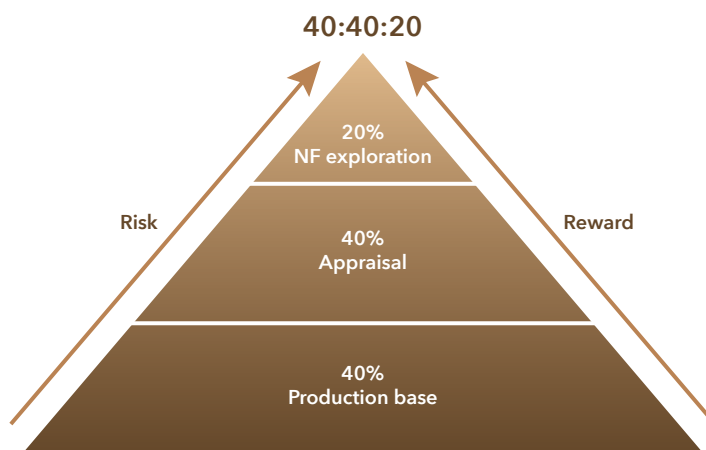 40:40:20
20%
NF exploration
Risk
Reward
40%
Appraisal
40%
Production base